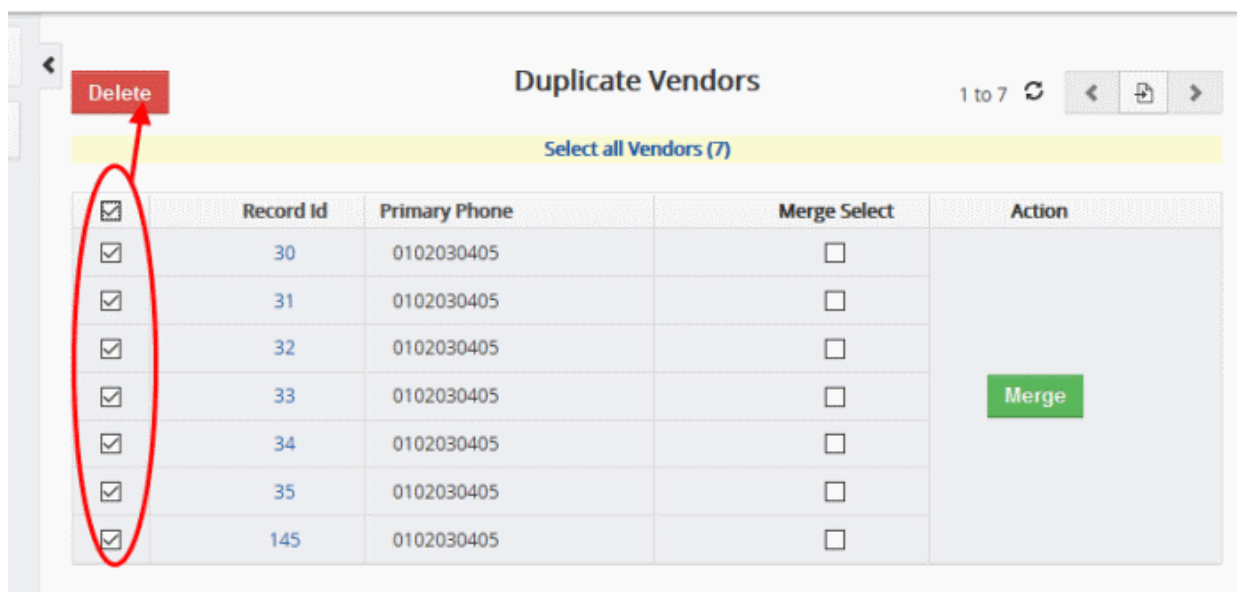 Delete
Duplicate Vendors
1 to 7
Select all Vendors (7)
Record Id Primary Phone Merge Select Action
30 0102030405
31 0102030405
32 0102030405
33 0102030405
Merge
34 0102030405
35 0102030405
145 0102030405